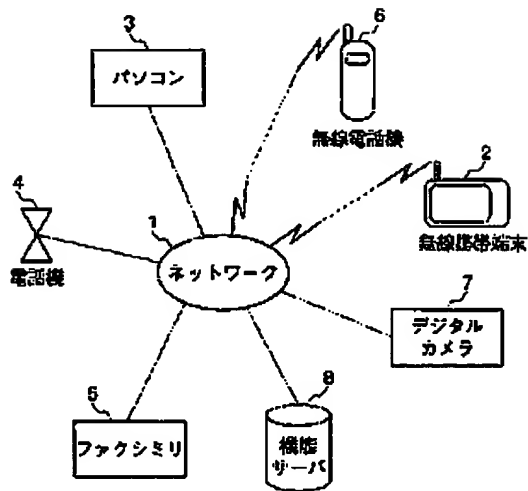 3
パソコン
6
無線電話機
2
無線携帯端末
4
電話機
1
ネットワーク
7
デジタル
カメラ
5
ファクシミリ
8
サーバ